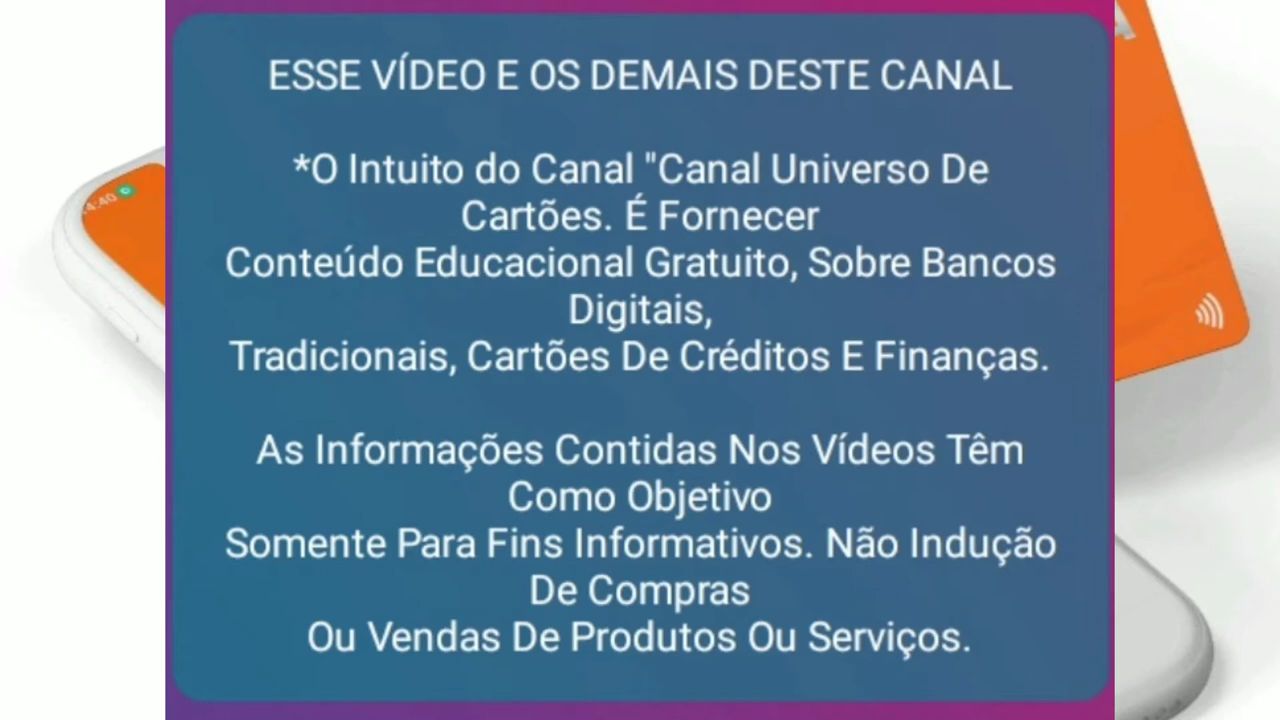 ESSE VÍDEO E OS DEMAIS DESTE CANAL
*O Intuito do Canal "Canal Universo De
Cartões. É Fornecer
Conteúdo Educacional Gratuito, Sobre Bancos
Digitais,
Tradicionais, Cartões De Créditos E Finanças.
As Informações Contidas Nos Vídeos Têm
Como Objetivo
Somente Para Fins Informativos. Não Indução
De Compras
Ou Vendas De Produtos Ou Serviços.